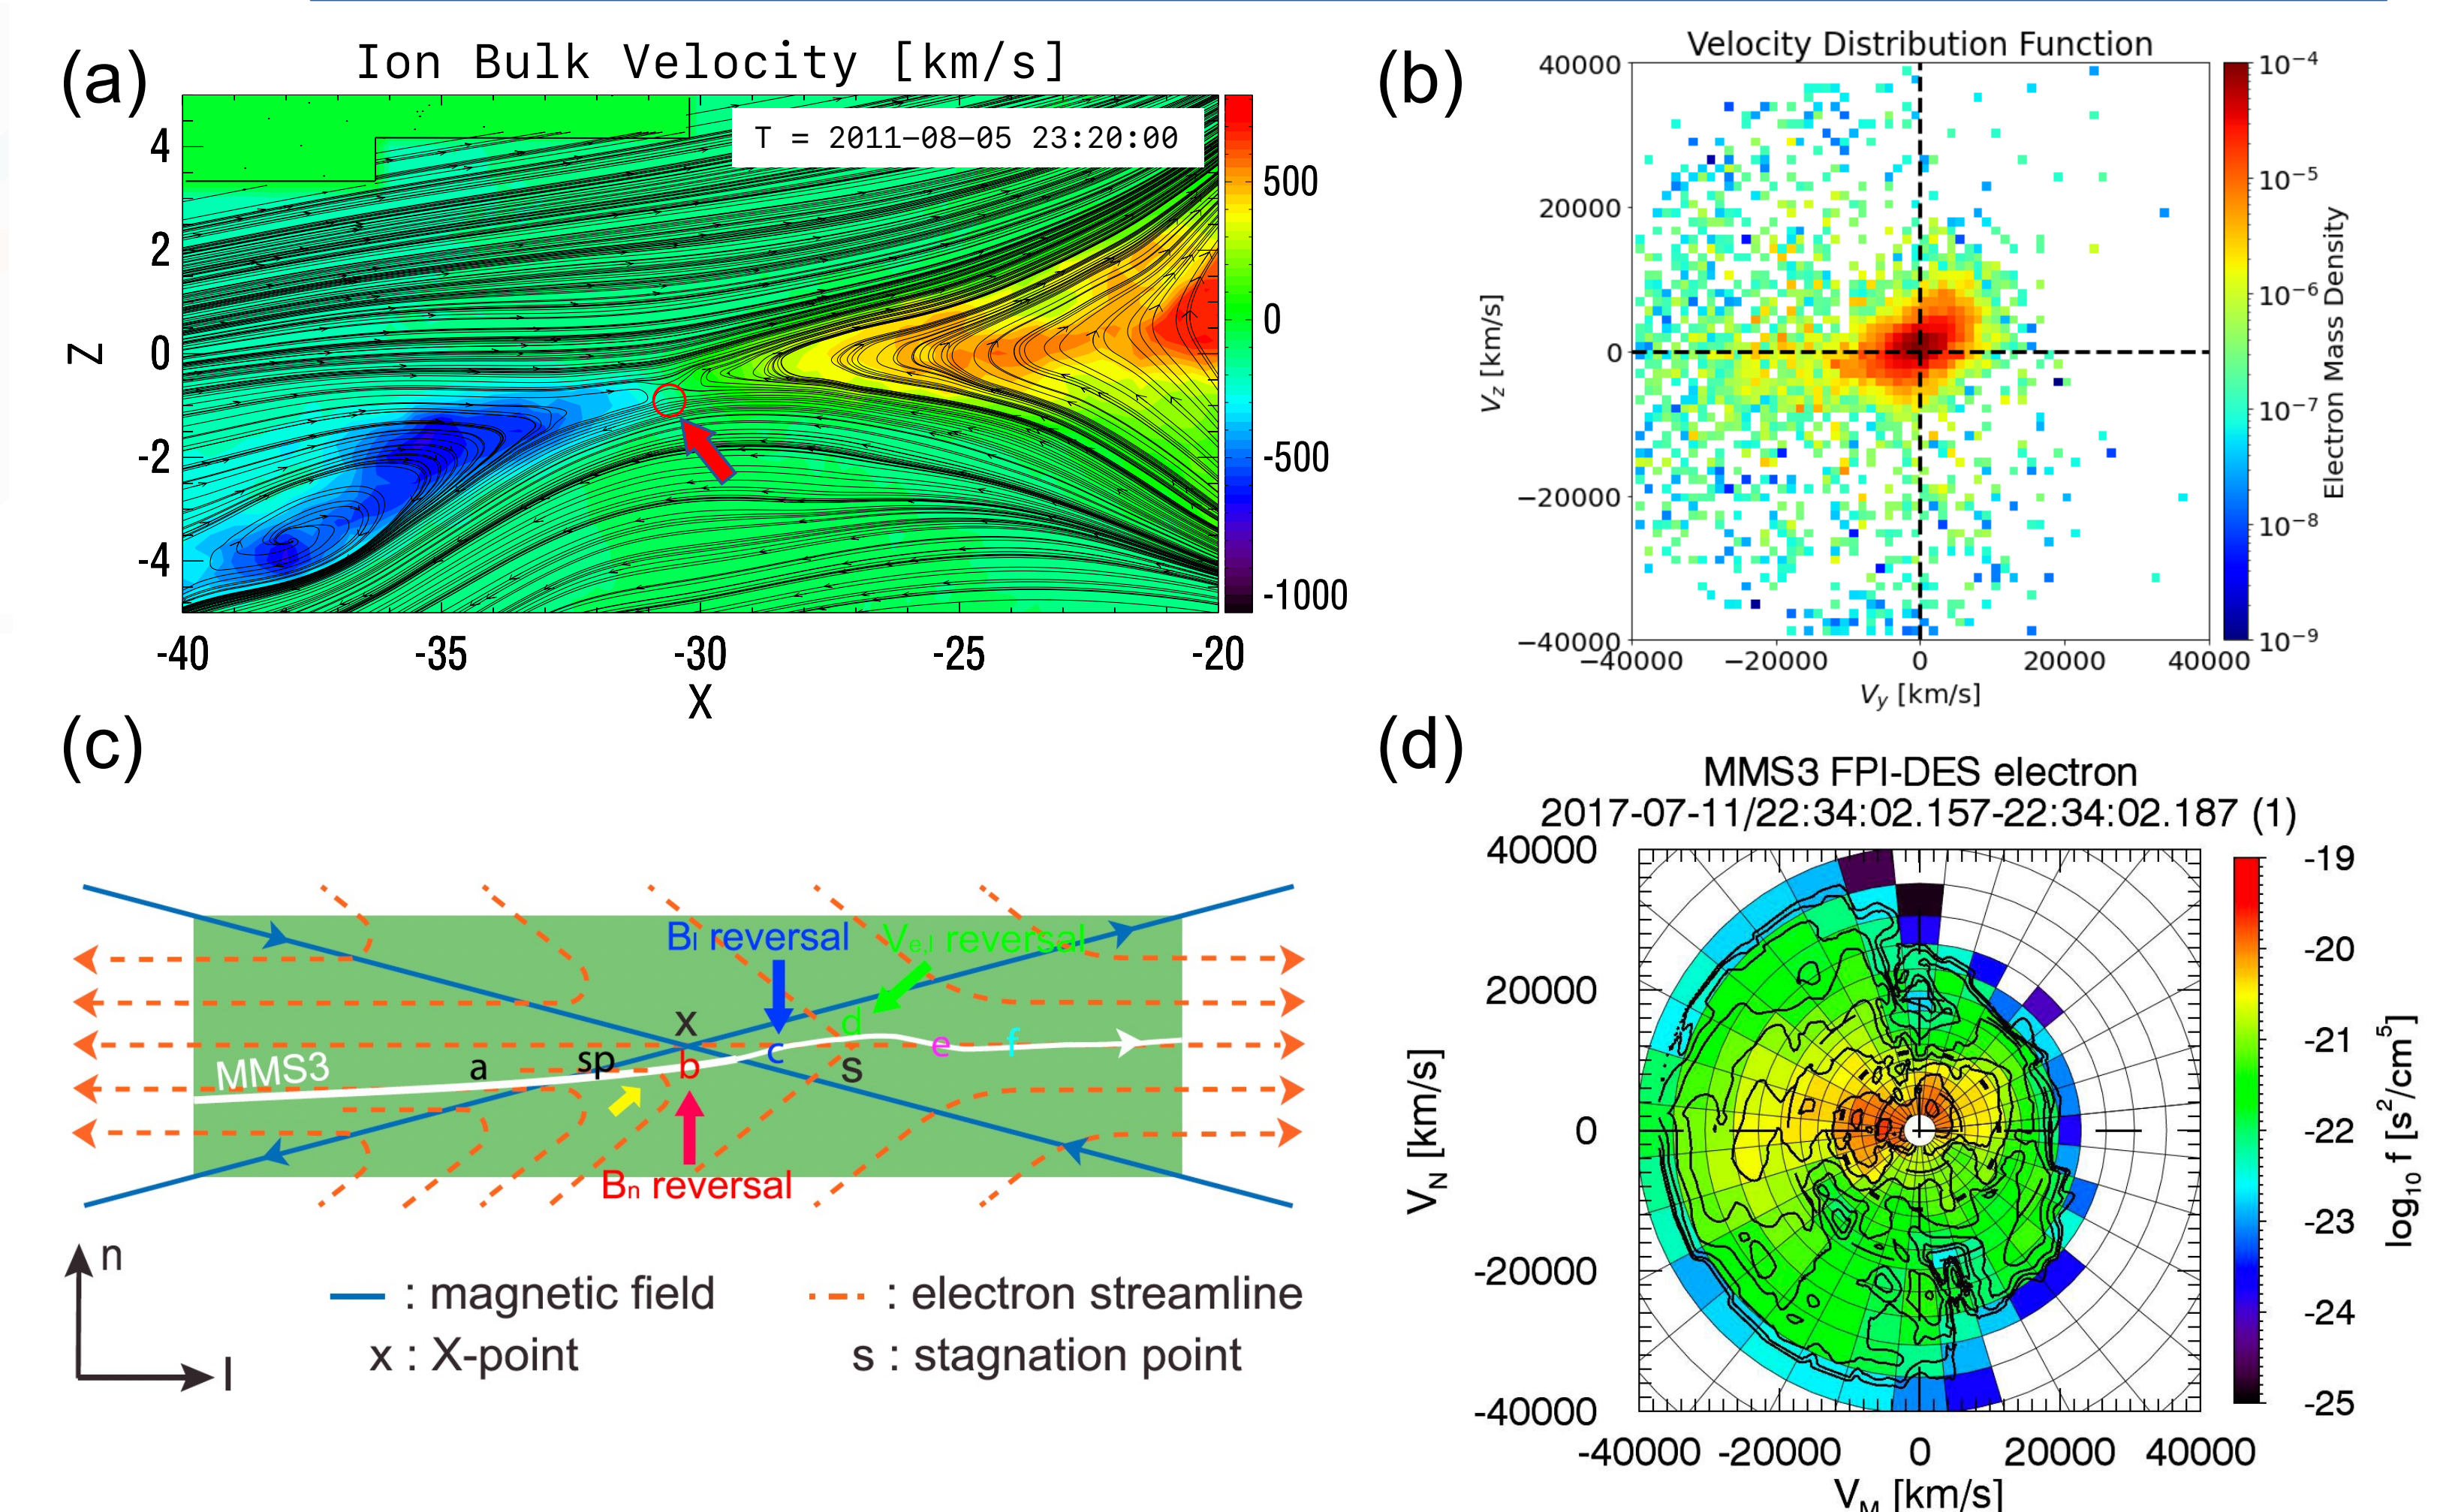 (a)
Ion Bulk Velocity [km/s]
T = 2011-08-05 23:20:00
4
2
0
-2
-4
Z
-40
-35
-30
-25
-20
X
500
0
-500
-1000
(b)
Velocity Distribution Function
40000
20000
0
−20000
−40000
Vz [km/s]
−40000
−20000
0
20000
40000
Vy [km/s]
10−4
10−5
10−6
10−7
10−8
10−9
Electron Mass Density
(c)
Bl reversal
Ve,l reversal
x
d
MMS3
a
sp
b
c
s
e
f
Bn reversal
n
l
: magnetic field
: electron streamline
x : X-point
s : stagnation point
(d)
MMS3 FPI-DES electron
2017-07-11/22:34:02.157-22:34:02.187 (1)
40000
20000
0
-20000
-40000
VN [km/s]
-40000
-20000
0
20000
40000
VM [km/s]
-19
-20
-21
-22
-23
-24
-25
log10 f [s2/cm5]